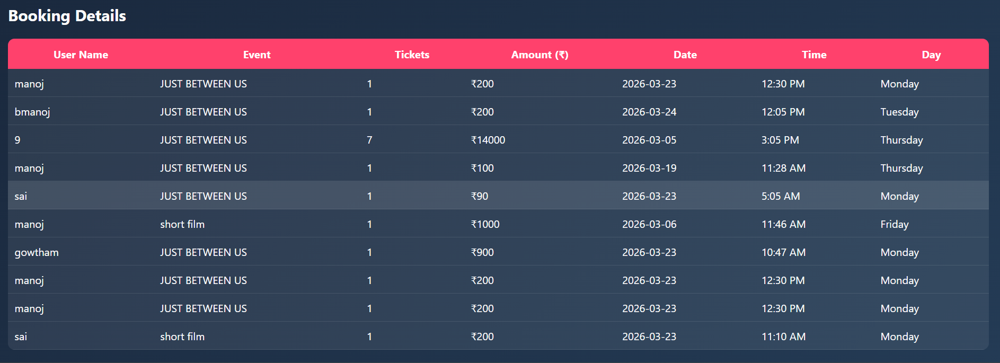 Booking Details
User Name Event Tickets Amount (₹) Date Time Day
manoj JUST BETWEEN US 1 ₹200 2026-03-23 12:30 PM Monday
bmanoj JUST BETWEEN US 1 ₹200 2026-03-24 12:05 PM Tuesday
9 JUST BETWEEN US 7 ₹14000 2026-03-05 3:05 PM Thursday
manoj JUST BETWEEN US 1 ₹100 2026-03-19 11:28 AM Thursday
sai JUST BETWEEN US 1 ₹90 2026-03-23 5:05 AM Monday
manoj short film 1 ₹1000 2026-03-06 11:46 AM Friday
gowtham JUST BETWEEN US 1 ₹900 2026-03-23 10:47 AM Monday
manoj JUST BETWEEN US 1 ₹200 2026-03-23 12:30 PM Monday
manoj JUST BETWEEN US 1 ₹200 2026-03-23 12:30 PM Monday
sai short film 1 ₹200 2026-03-23 11:10 AM Monday